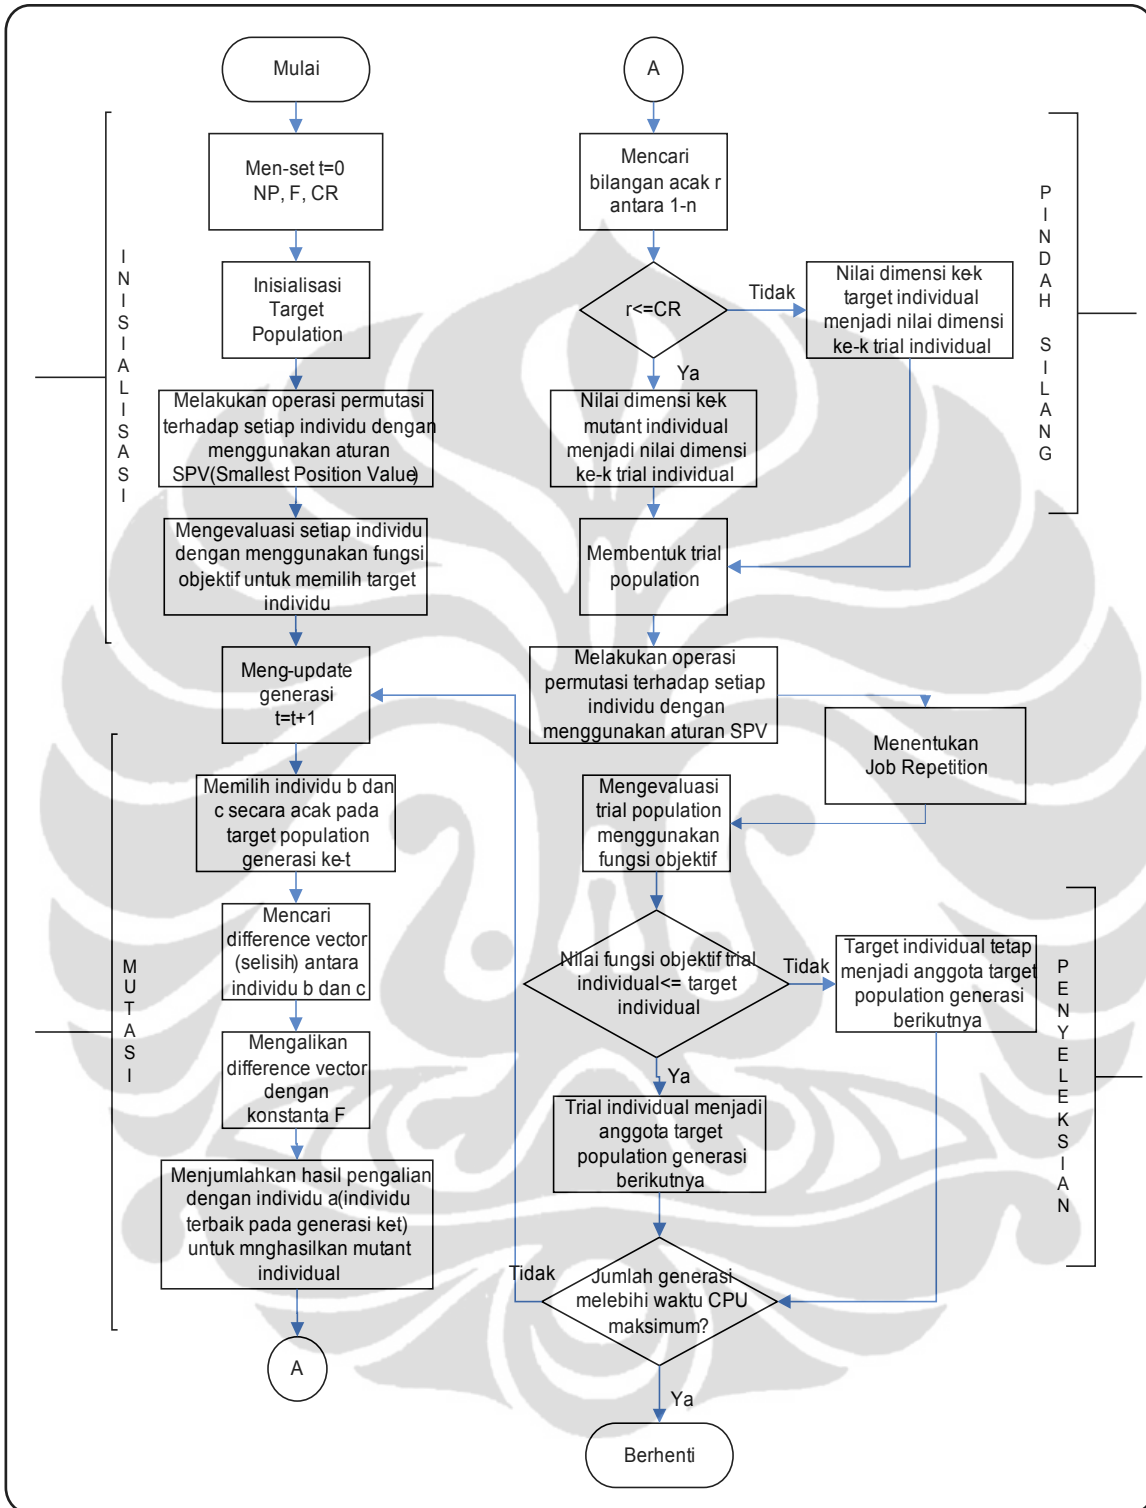 Mulai
Men-set t=0
NP, F, CR
Inisialisasi
Target
Population
Melakukan operasi permutasi
terhadap setiap individu dengan
menggunakan aturan
SPV(Smallest Position Value)
Mengevaluasi setiap individu
dengan menggunakan fungsi
objektif untuk memilih target
individu
INISIALISASI
Meng-update
generasi
t=t+1
Memilih individu b dan
c secara acak pada
target population
generasi ke-t
Mencari
difference vector
(selisih) antara
individu b dan c
Mengalikan
difference vector
dengan
konstanta F
Menjumlahkan hasil pengalian
dengan individu a(individu
terbaik pada generasi ke-t)
untuk mnghasilkan mutant
individual
MUTASI
A
A
Mencari
bilangan acak r
antara 1-n
r<=CR
Tidak
Nilai dimensi ke-k
target individual
menjadi nilai dimensi
ke-k trial individual
Ya
Nilai dimensi ke-k
mutant individual
menjadi nilai dimensi
ke-k trial individual
PINDAH SILANG
Membentuk trial
population
Melakukan operasi
permutasi terhadap setiap
individu dengan
menggunakan aturan SPV
Menentukan
Job Repetition
Mengevaluasi
trial population
menggunakan
fungsi objektif
Nilai fungsi objektif trial
individual<= target
individual
Tidak
Target individual tetap
menjadi anggota target
population generasi
berikutnya
Ya
Trial individual menjadi
anggota target
population generasi
berikutnya
PENYELEKSIAN
Jumlah generasi
melebihi waktu CPU
maksimum?
Tidak
Ya
Berhenti